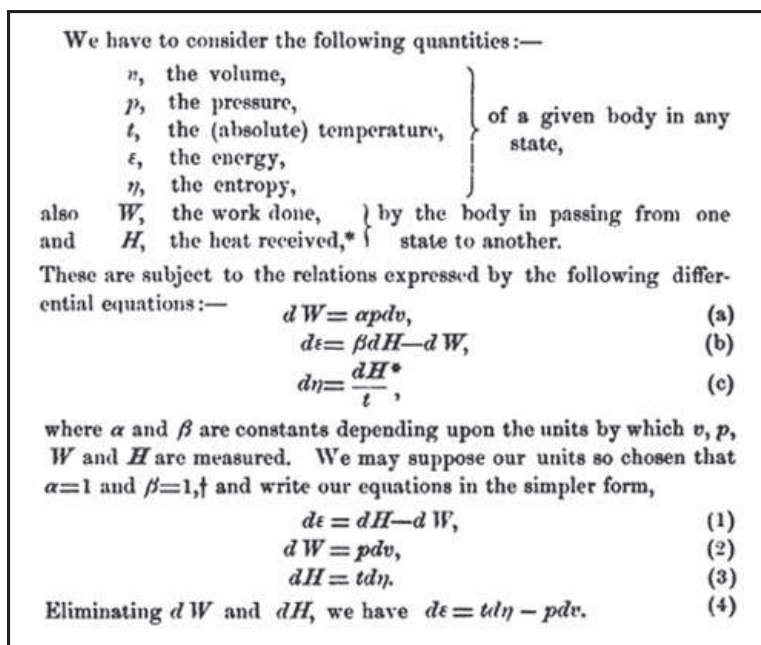 We have to consider the following quantities:—
v, the volume,
p, the pressure,
t, the (absolute) temperature,
ε, the energy,
η, the entropy,
of a given body in any
state,
also W, the work done,
and H, the heat received,*
by the body in passing from one
state to another.
These are subject to the relations expressed by the following differ-
ential equations:—
dW= αpdv, (a)
dε= βdH—dW, (b)
dη= dH*/t, (c)
where α and β are constants depending upon the units by which v, p,
W and H are measured. We may suppose our units so chosen that
α=1 and β=1,† and write our equations in the simpler form,
dε = dH—dW, (1)
dW = pdv, (2)
dH = tdη. (3)
Eliminating dW and dH, we have dε = tdη − pdv. (4)